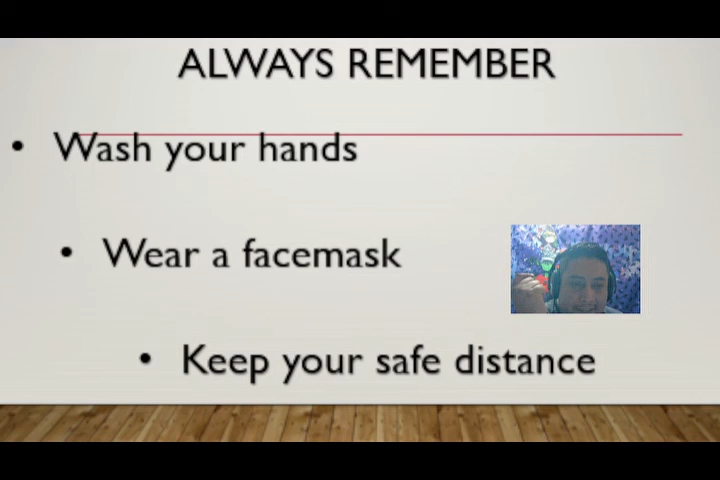 ALWAYS REMEMBER
• Wash your hands
• Wear a facemask
• Keep your safe distance